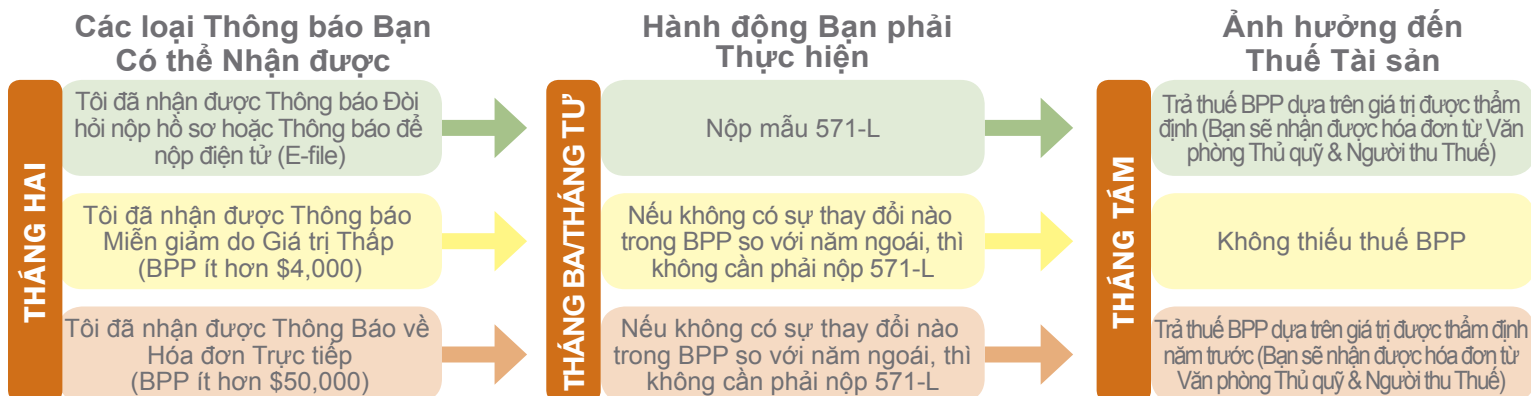 Các loại Thông báo Bạn
Có thể Nhận được
Hành động Bạn phải
Thực hiện
Ảnh hưởng đến
Thuế Tài sản
THÁNG HAI
Tôi đã nhận được Thông báo Đòi
hỏi nộp hồ sơ hoặc Thông báo để
nộp điện tử (E-file)
THÁNG BA/THÁNG TƯ
Nộp mẫu 571-L
THÁNG TÁM
Trả thuế BPP dựa trên giá trị được thẩm
định (Bạn sẽ nhận được hóa đơn từ Văn
phòng Thủ quỹ & Người thu Thuế)
Tôi đã nhận được Thông báo
Miễn giảm do Giá trị Thấp
(BPP ít hơn $4,000)
Nếu không có sự thay đổi nào
trong BPP so với năm ngoái, thì
không cần phải nộp 571-L
Không thiếu thuế BPP
Tôi đã nhận được Thông Báo về
Hóa đơn Trực tiếp
(BPP ít hơn $50,000)
Nếu không có sự thay đổi nào
trong BPP so với năm ngoái, thì
không cần phải nộp 571-L
Trả thuế BPP dựa trên giá trị được thẩm định
năm trước (Bạn sẽ nhận được hóa đơn từ
Văn phòng Thủ quỹ & Người thu Thuế)